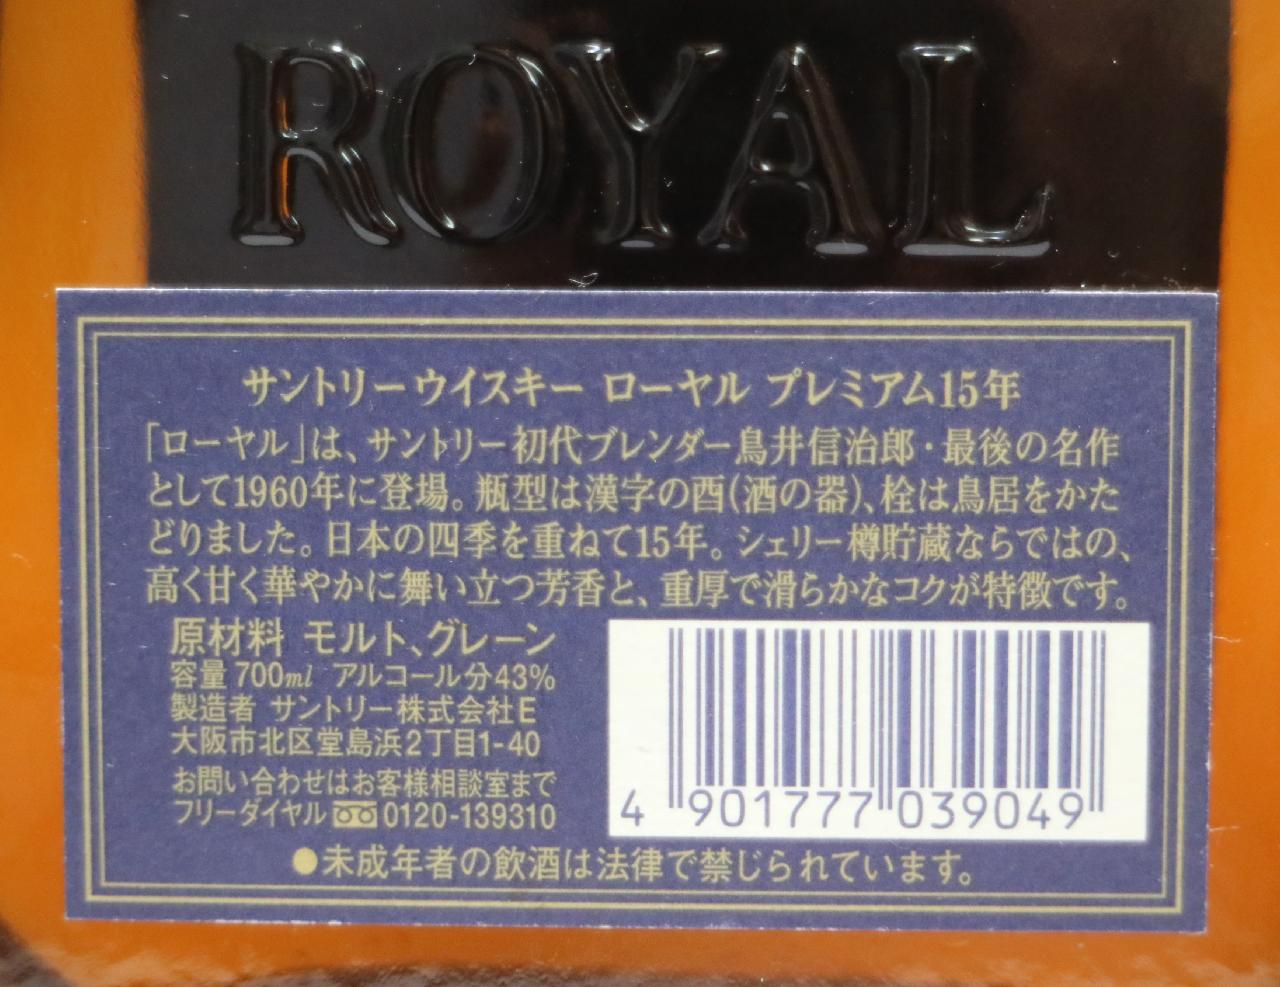 ROYAL
サントリーウイスキー ローヤル プレミアム15年
「ローヤル」は、サントリー初代ブレンダー鳥井信治郎・最後の名作
として1960年に登場。瓶型は漢字の酉(酒の器)、栓は鳥居をかた
どりました。日本の四季を重ねて15年。シェリー樽貯蔵ならではの、
高く甘く華やかに舞い立つ芳香と、重厚で滑らかなコクが特徴です。
原材料 モルト、グレーン
容量 700ml アルコール分43%
製造者 サントリー株式会社E
大阪市北区堂島浜2丁目1-40
お問い合わせはお客様相談室まで
フリーダイヤル 0120-139310
4 901777 039049
●未成年者の飲酒は法律で禁じられています。